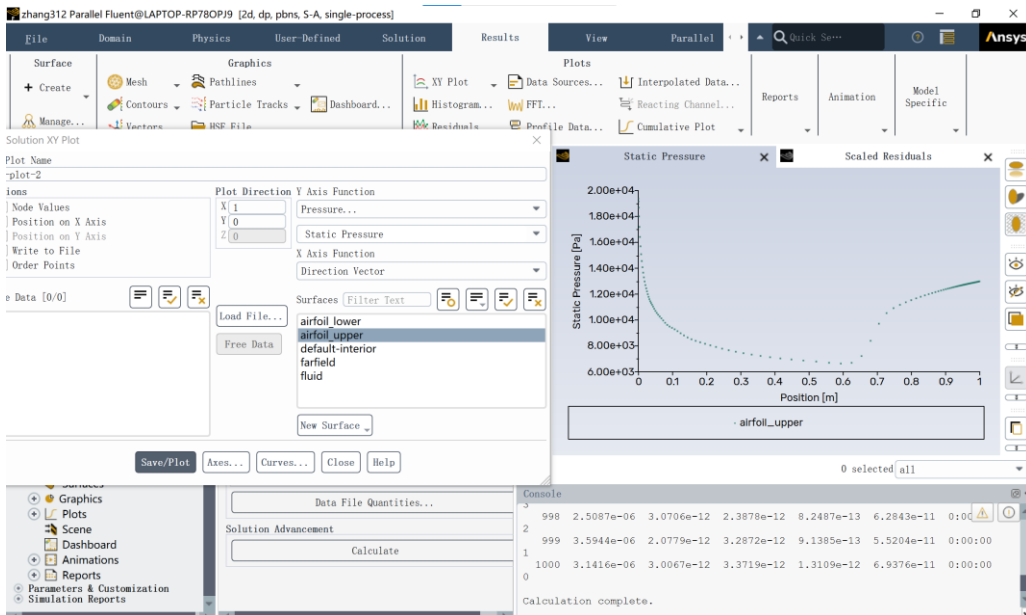 zhang312 Parallel Fluent@LAPTOP-RP78OPJ9 [2d, dp, pbns, S-A, single-process]
File Domain Physics User-Defined Solution Results View Parallel Quick Se… Ansys
Surface Graphics Plots
+ Create Mesh Pathlines XY Plot Data Sources... Interpolated Data...
Contours Particle Tracks Dashboard... Histogram... FFT... Reacting Channel...
Manage... Vectors HSF File Residuals Profile Data... Cumulative Plot
Reports Animation Model Specific
Solution XY Plot
Plot Name
-plot-2
ions
Node Values
Position on X Axis
Position on Y Axis
Write to File
Order Points
Plot Direction
X 1
Y 0
Z 0
Y Axis Function
Pressure...
Static Pressure
X Axis Function
Direction Vector
e Data [0/0]
Load File...
Free Data
Surfaces Filter Text
airfoil_lower
airfoil_upper
default-interior
farfield
fluid
New Surface
Save/Plot Axes... Curves... Close Help
Static Pressure Scaled Residuals
Static Pressure [Pa]
2.00e+04
1.80e+04
1.60e+04
1.40e+04
1.20e+04
1.00e+04
8.00e+03
6.00e+03
0 0.1 0.2 0.3 0.4 0.5 0.6 0.7 0.8 0.9 1
Position [m]
airfoil_upper
0 selected all
Surfaces
Graphics
Plots
Scene
Dashboard
Animations
Reports
Parameters & Customization
Simulation Reports
Data File Quantities...
Solution Advancement
Calculate
Console
3
998 2.5087e-06 3.0706e-12 2.3878e-12 8.2487e-13 6.2843e-11 0:00
2
999 3.5944e-06 2.0779e-12 3.2872e-12 9.1385e-13 5.5204e-11 0:00:00
1
1000 3.1416e-06 3.0067e-12 3.3719e-12 1.3109e-12 6.9376e-11 0:00:00
0
Calculation complete.